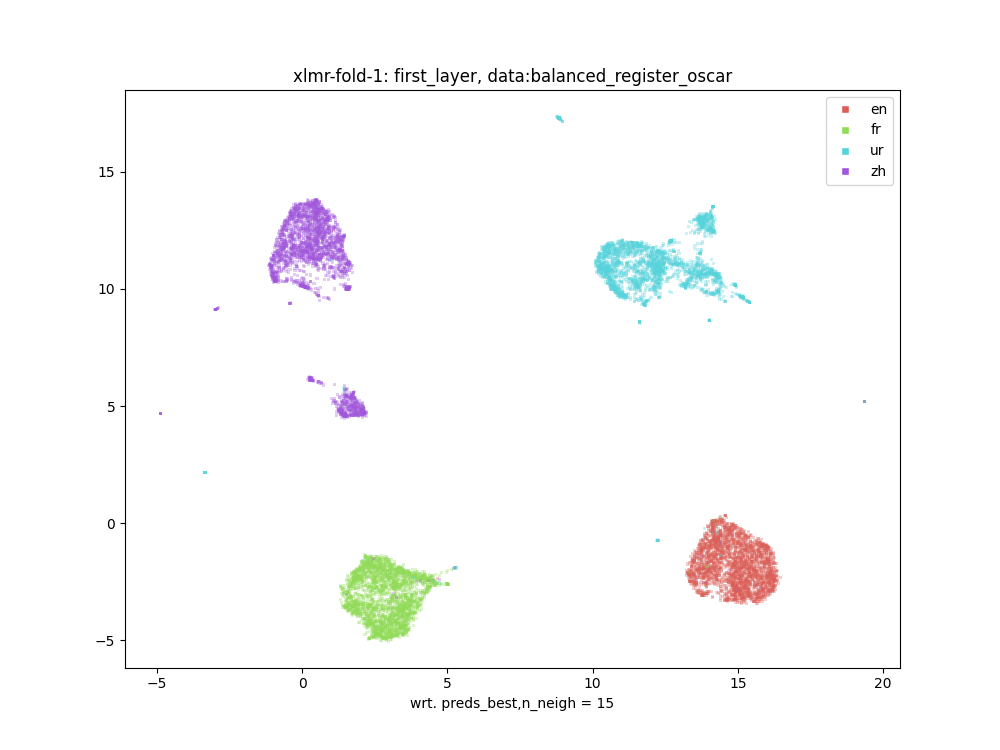 xlmr-fold-1: first_layer, data:balanced_register_oscar
en
fr
ur
zh
15
10
5
0
−5
−5
0
5
10
15
20
wrt. preds_best,n_neigh = 15